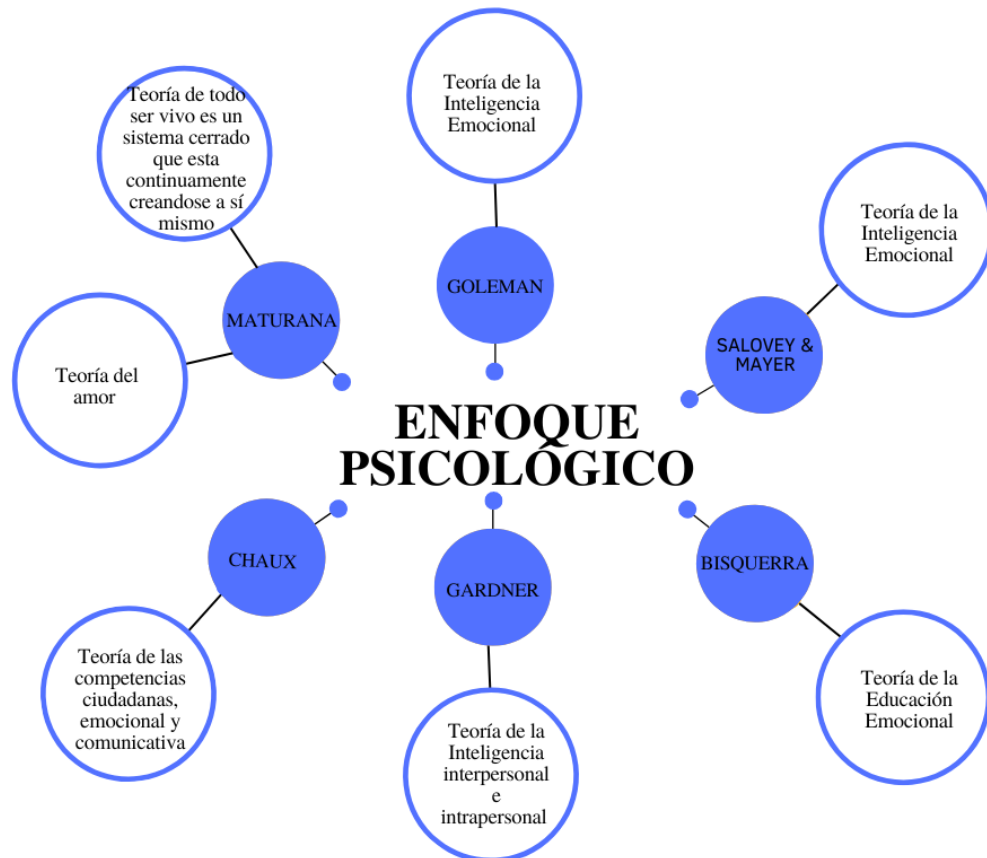 Teoría de la
Inteligencia
Emocional
Teoría de todo
ser vivo es un
sistema cerrado
que esta
continuamente
creandose a sí
mismo
Teoría de la
Inteligencia
Emocional
GOLEMAN
MATURANA
SALOVEY &
MAYER
Teoría del
amor
ENFOQUE
PSICOLÓGICO
CHAUX
GARDNER
BISQUERRA
Teoría de las
competencias
ciudadanas,
emocional y
comunicativa
Teoría de la
Inteligencia
interpersonal
e
intrapersonal
Teoría de la
Educación
Emocional